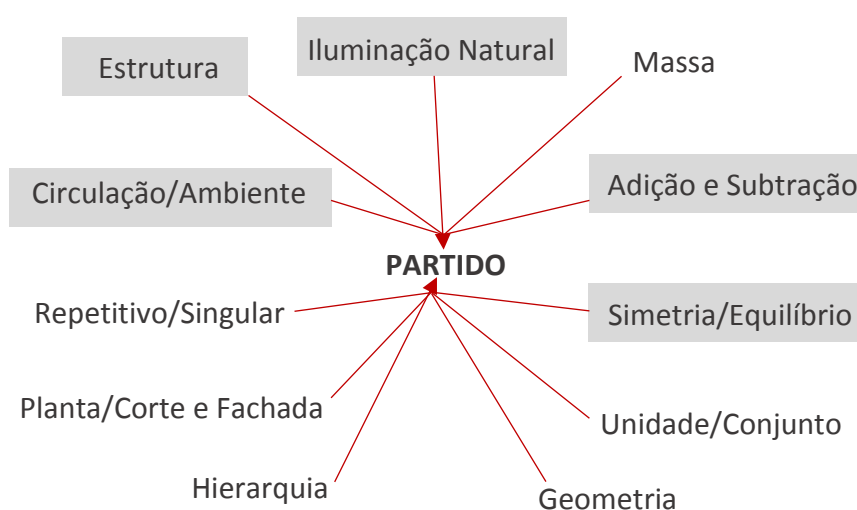 Iluminação Natural
Estrutura
Massa
Circulação/Ambiente
Adição e Subtração
PARTIDO
Repetitivo/Singular
Simetria/Equilíbrio
Planta/Corte e Fachada
Unidade/Conjunto
Hierarquia
Geometria